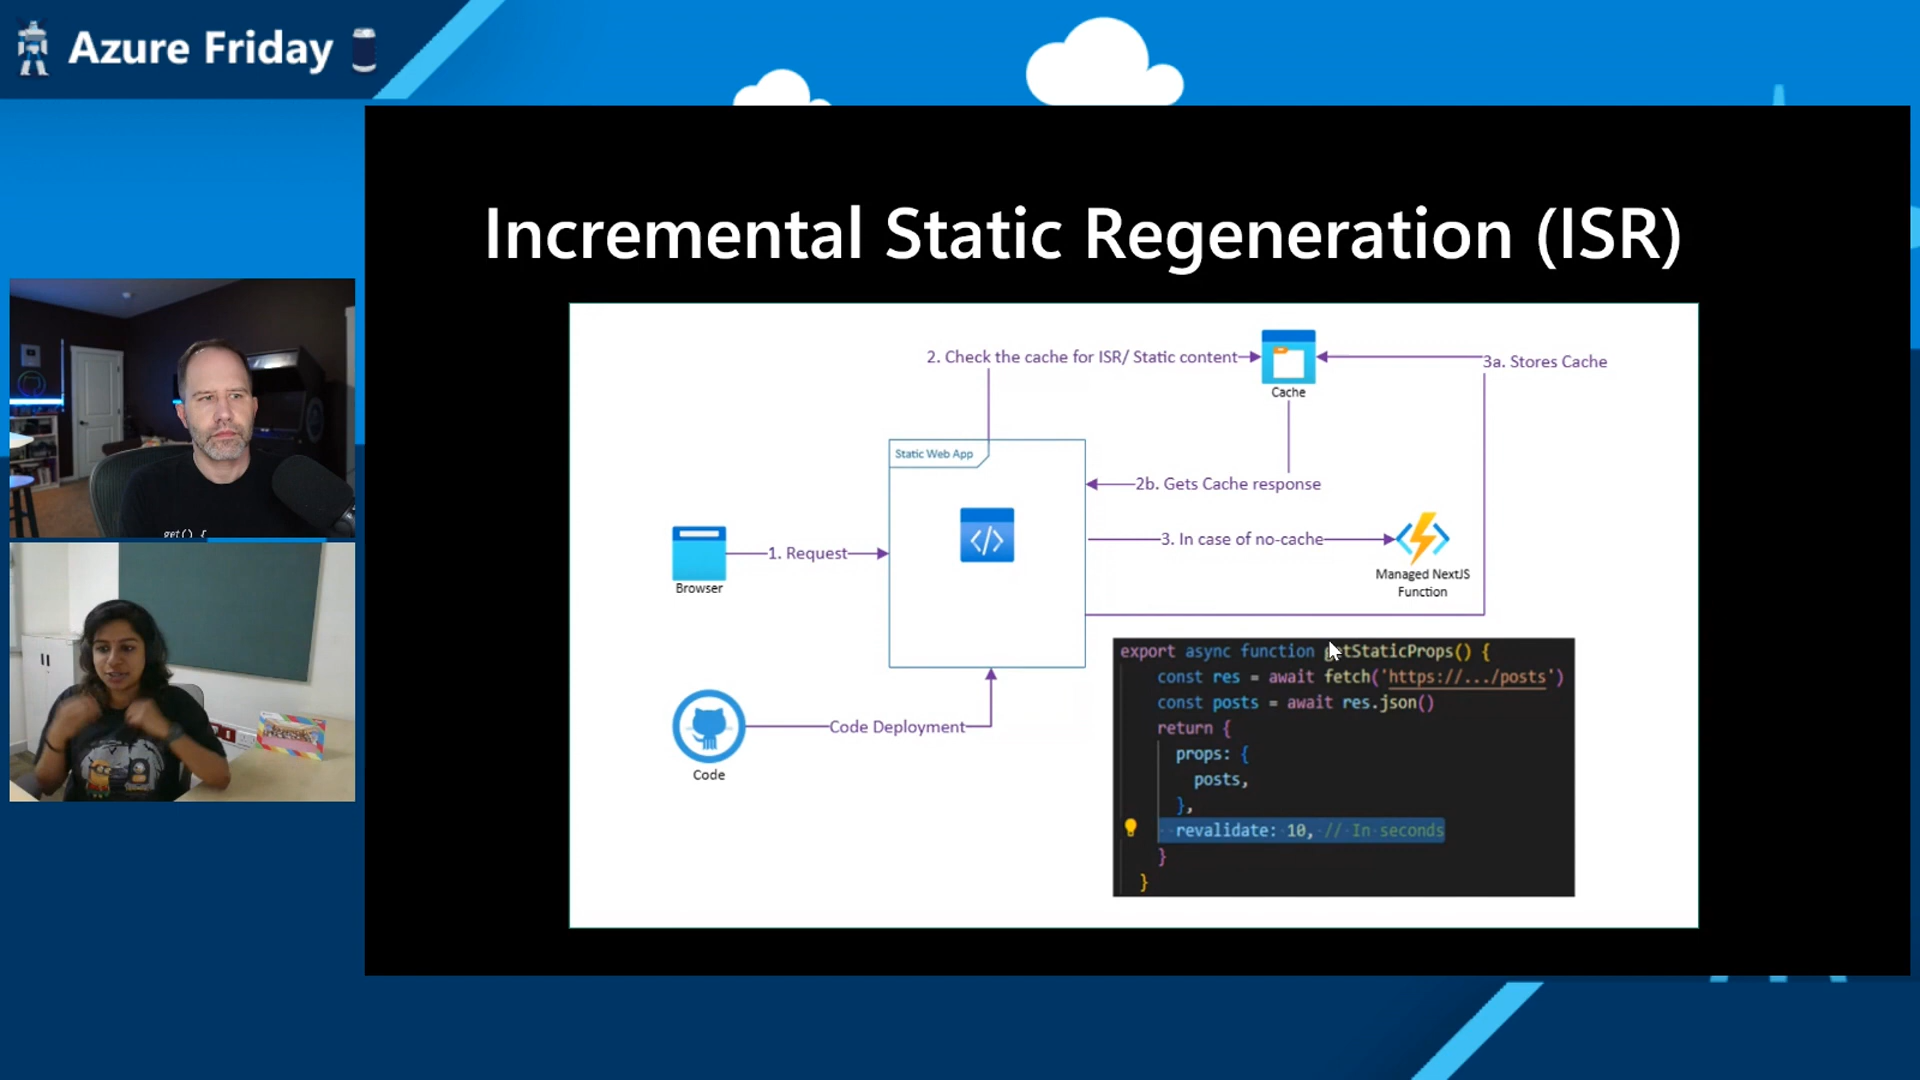 Azure Friday
Incremental Static Regeneration (ISR)
2. Check the cache for ISR/ Static content
3a. Stores Cache
Cache
Static Web App
2b. Gets Cache response
1. Request
3. In case of no-cache
Browser
Managed NextJS
Function
Code Deployment
Code
export async function getStaticProps() {
const res = await fetch('https://.../posts')
const posts = await res.json()
return {
props: {
posts,
},
revalidate: 10, // In seconds
}
}
get() {